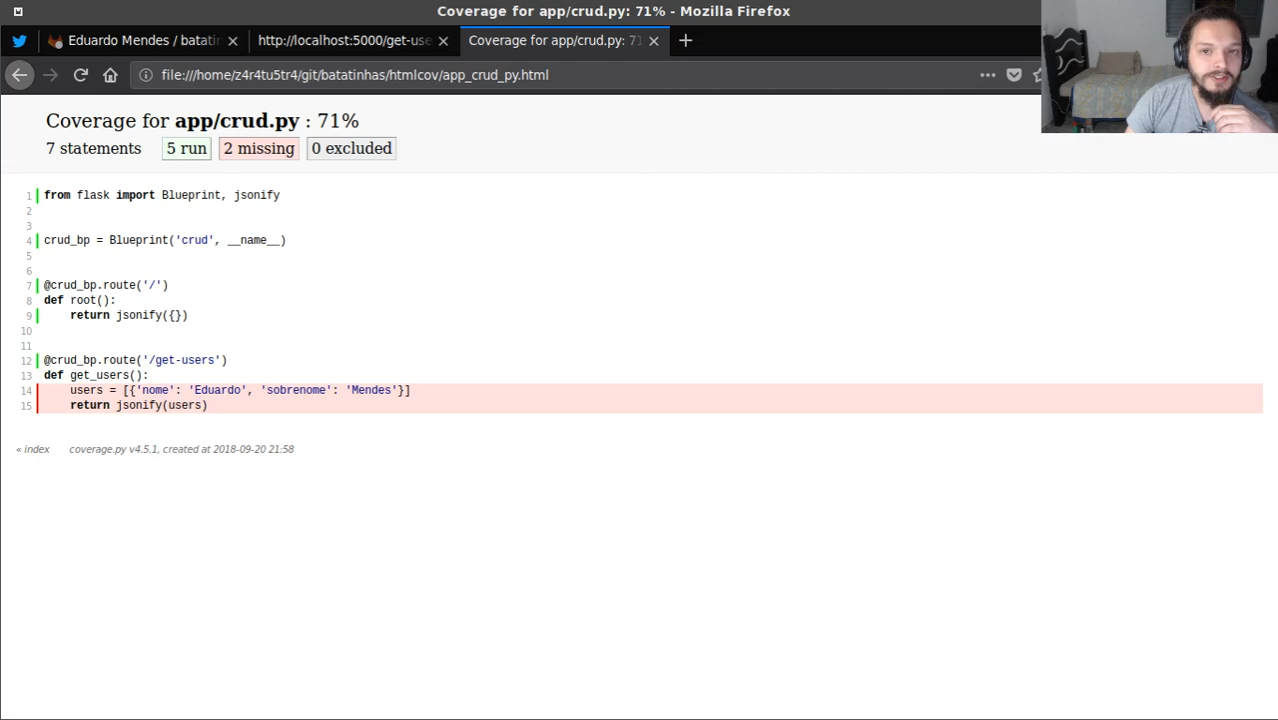 Coverage for app/crud.py: 71% - Mozilla Firefox
Eduardo Mendes / batatin
http://localhost:5000/get-use
Coverage for app/crud.py: 71
file:///home/z4r4tu5tr4/git/batatinhas/htmlcov/app_crud_py.html
Coverage for app/crud.py : 71%
7 statements 5 run 2 missing 0 excluded
1 from flask import Blueprint, jsonify
2
3
4 crud_bp = Blueprint('crud', __name__)
5
6
7 @crud_bp.route('/')
8 def root():
9 return jsonify({})
10
11
12 @crud_bp.route('/get-users')
13 def get_users():
14 users = [{'nome': 'Eduardo', 'sobrenome': 'Mendes'}]
15 return jsonify(users)
« index coverage.py v4.5.1, created at 2018-09-20 21:58